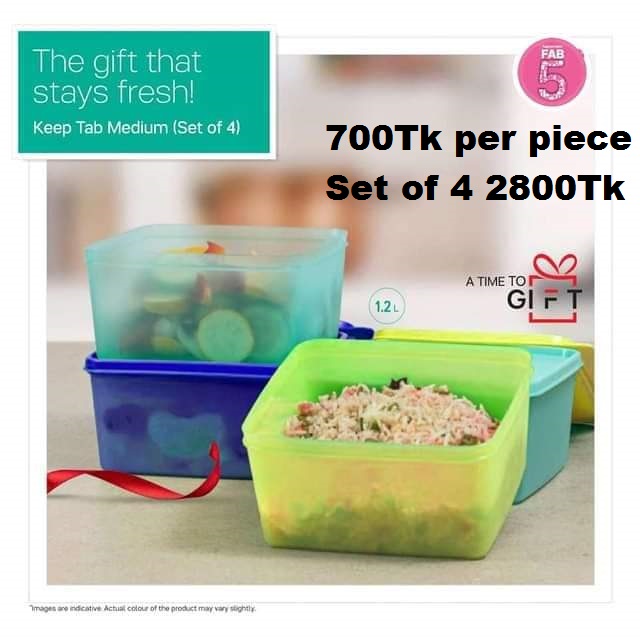 The gift that
stays fresh!
Keep Tab Medium (Set of 4)
FAB
5
700Tk per piece
Set of 4 2800Tk
A TIME TO
GIFT
1.2 L
*Images are indicative. Actual colour of the product may vary slightly.